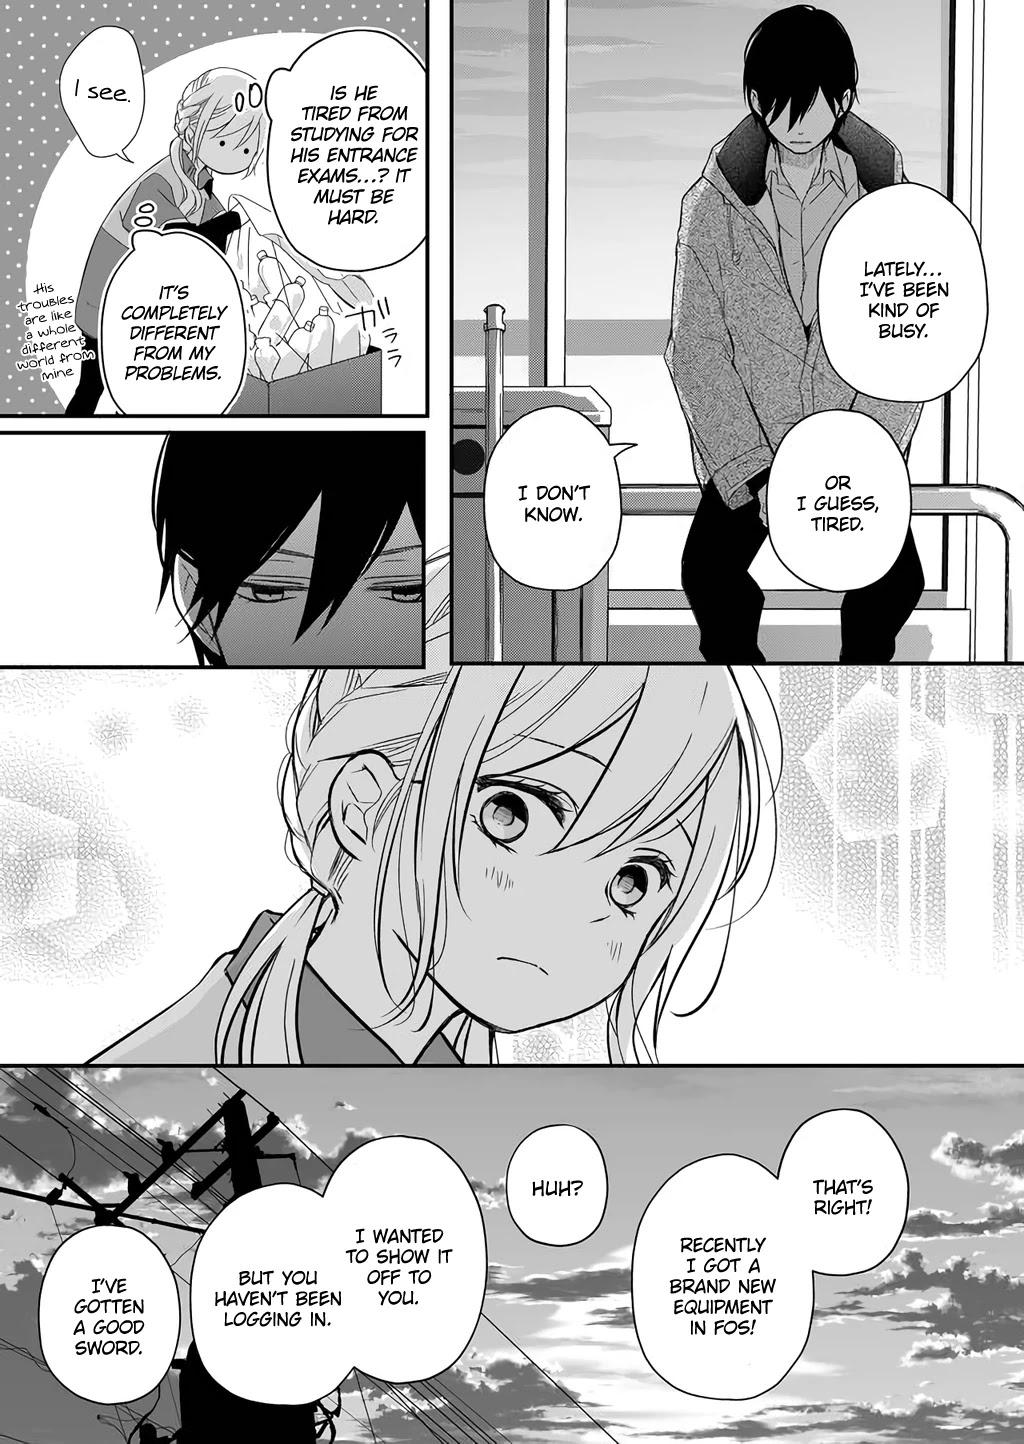 LATELY...
I'VE BEEN
KIND OF
BUSY.
OR
I GUESS,
TIRED.
I DON'T
KNOW.
IS HE
TIRED FROM
STUDYING FOR
HIS ENTRANCE
EXAMS...? IT
MUST BE
HARD.
I see.
IT'S
COMPLETELY
DIFFERENT
FROM MY
PROBLEMS.
His
troubles
are like
a whole
different
world from
mine
ガ
ララ
THAT'S
RIGHT!
RECENTLY
I GOT A
BRAND NEW
EQUIPMENT
IN FOS!
HUH?
I WANTED
TO SHOW IT
OFF TO
YOU.
BUT YOU
HAVEN'T BEEN
LOGGING IN.
I'VE
GOTTEN
A GOOD
SWORD.